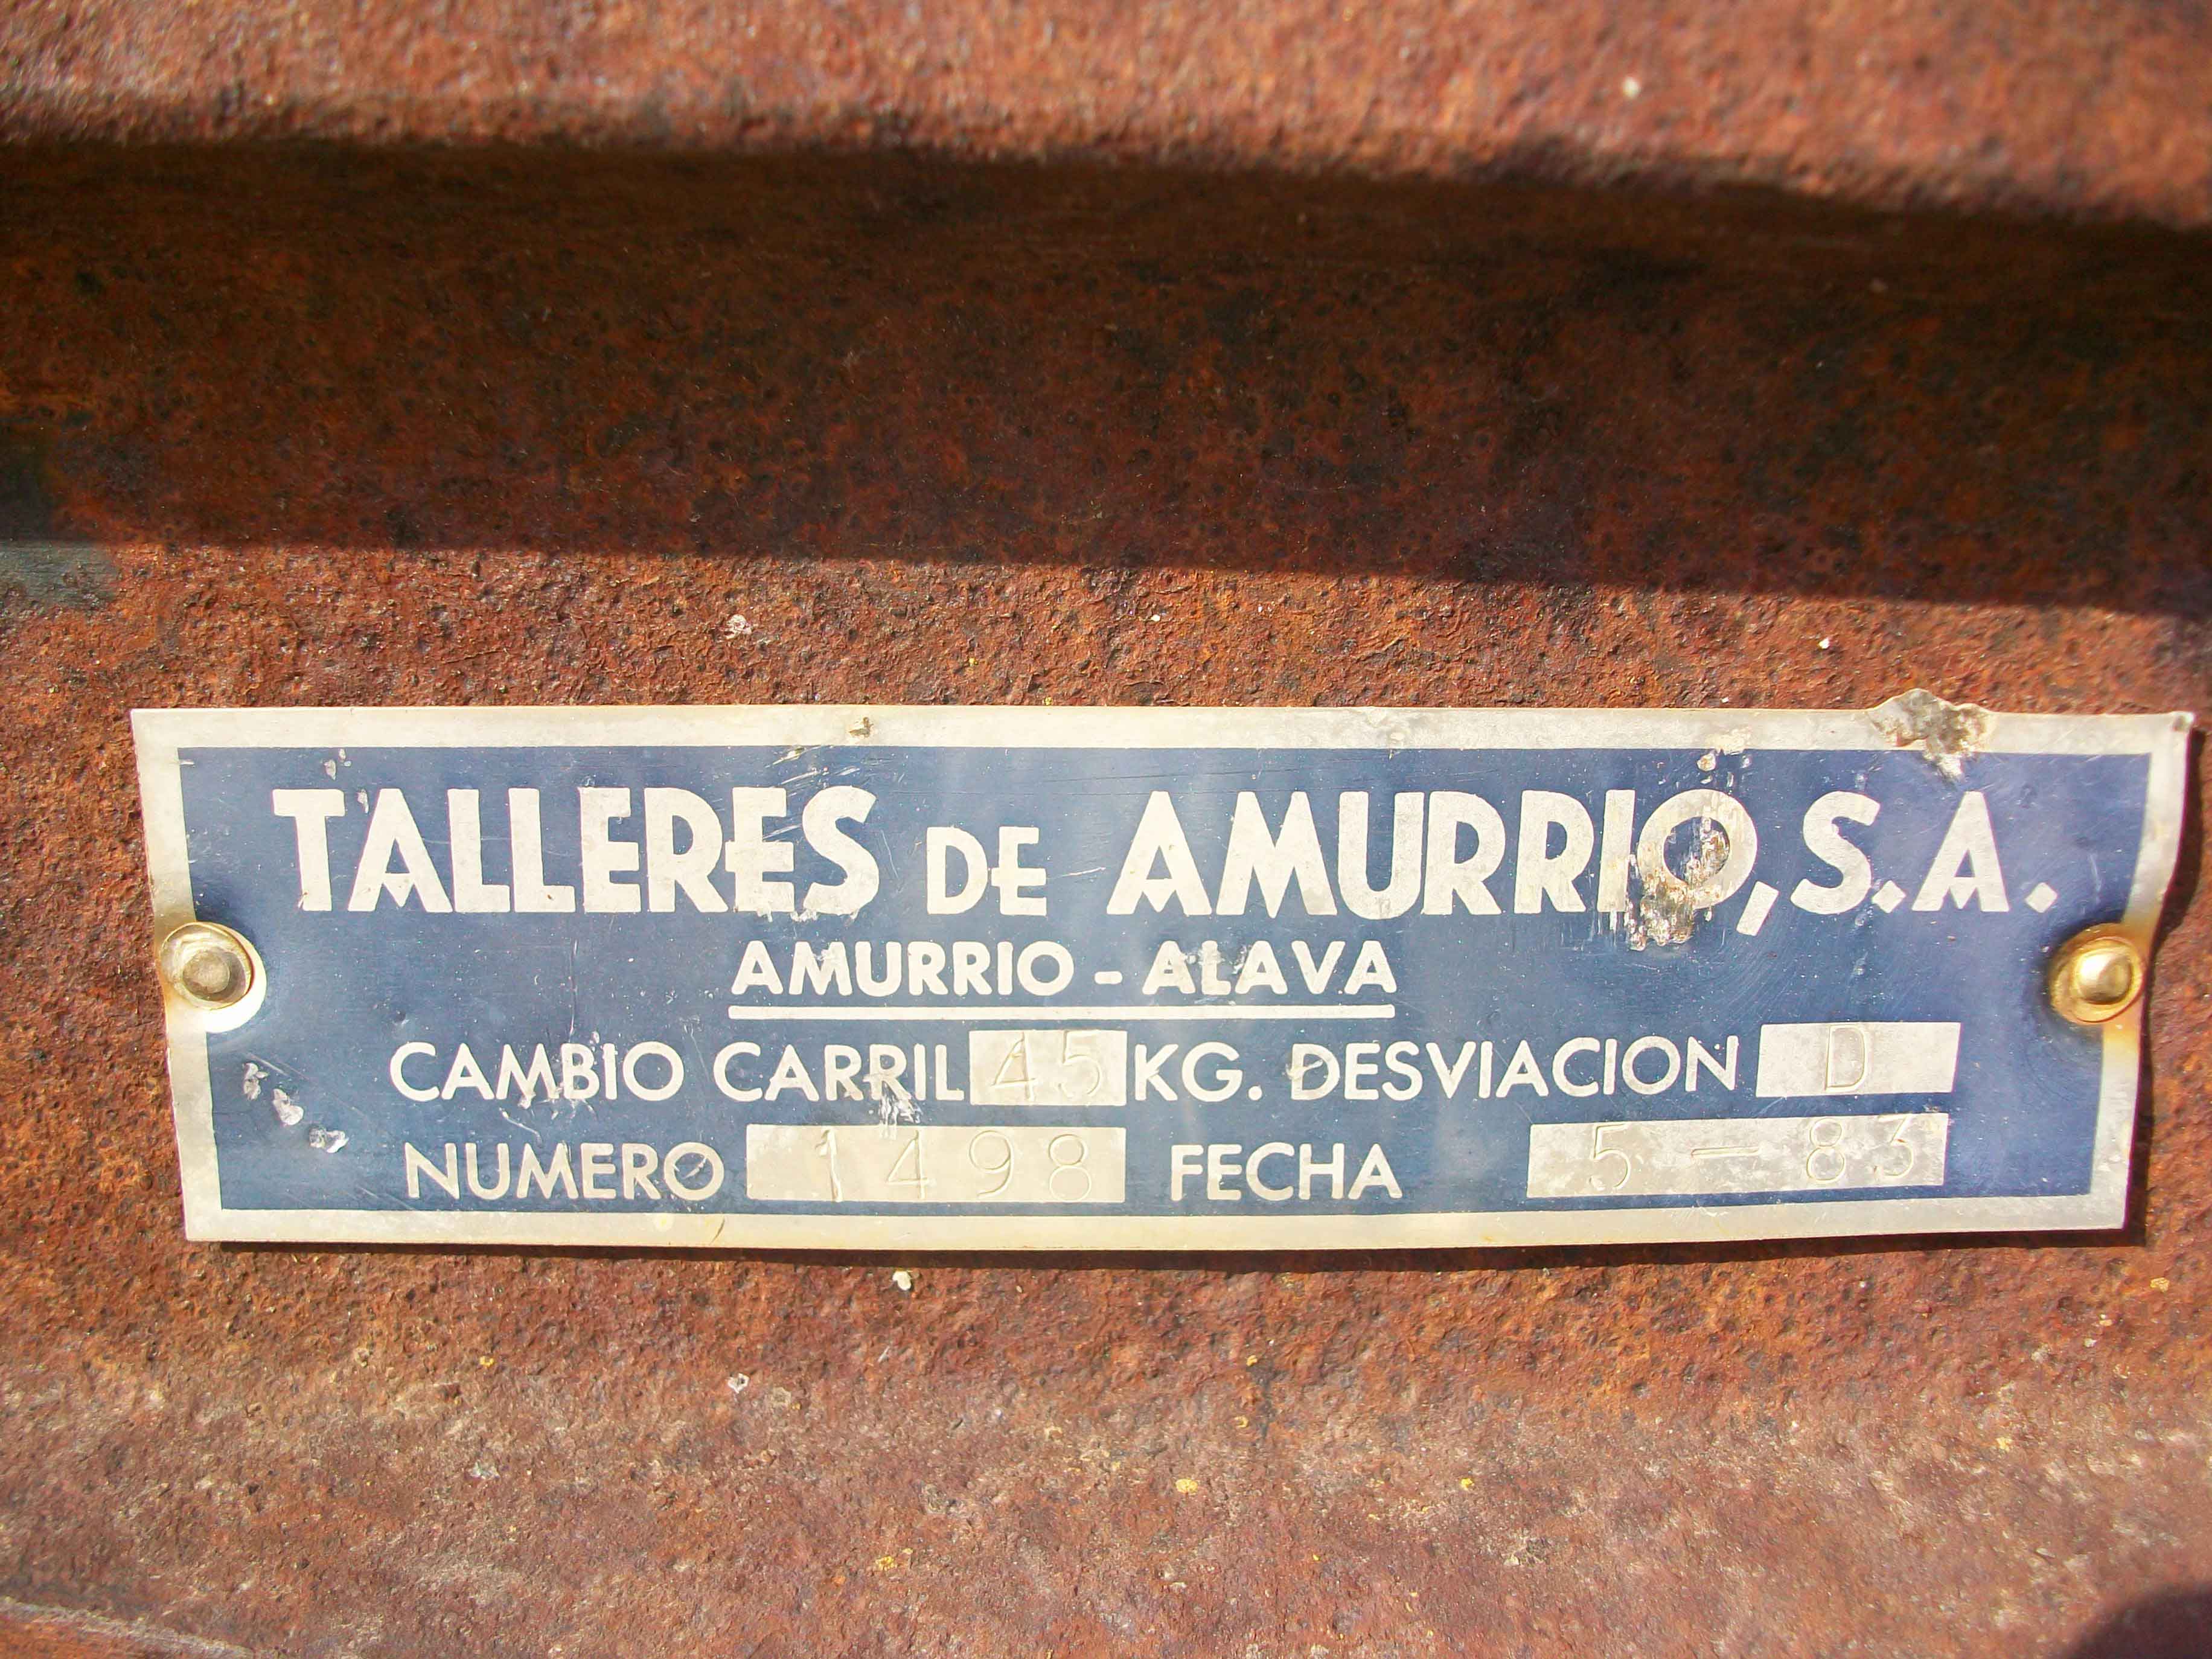 TALLERES DE AMURRIO, S.A.
AMURRIO - ALAVA
CAMBIO CARRIL 45 KG. DESVIACION D
NUMERO 1498 FECHA 5 - 83